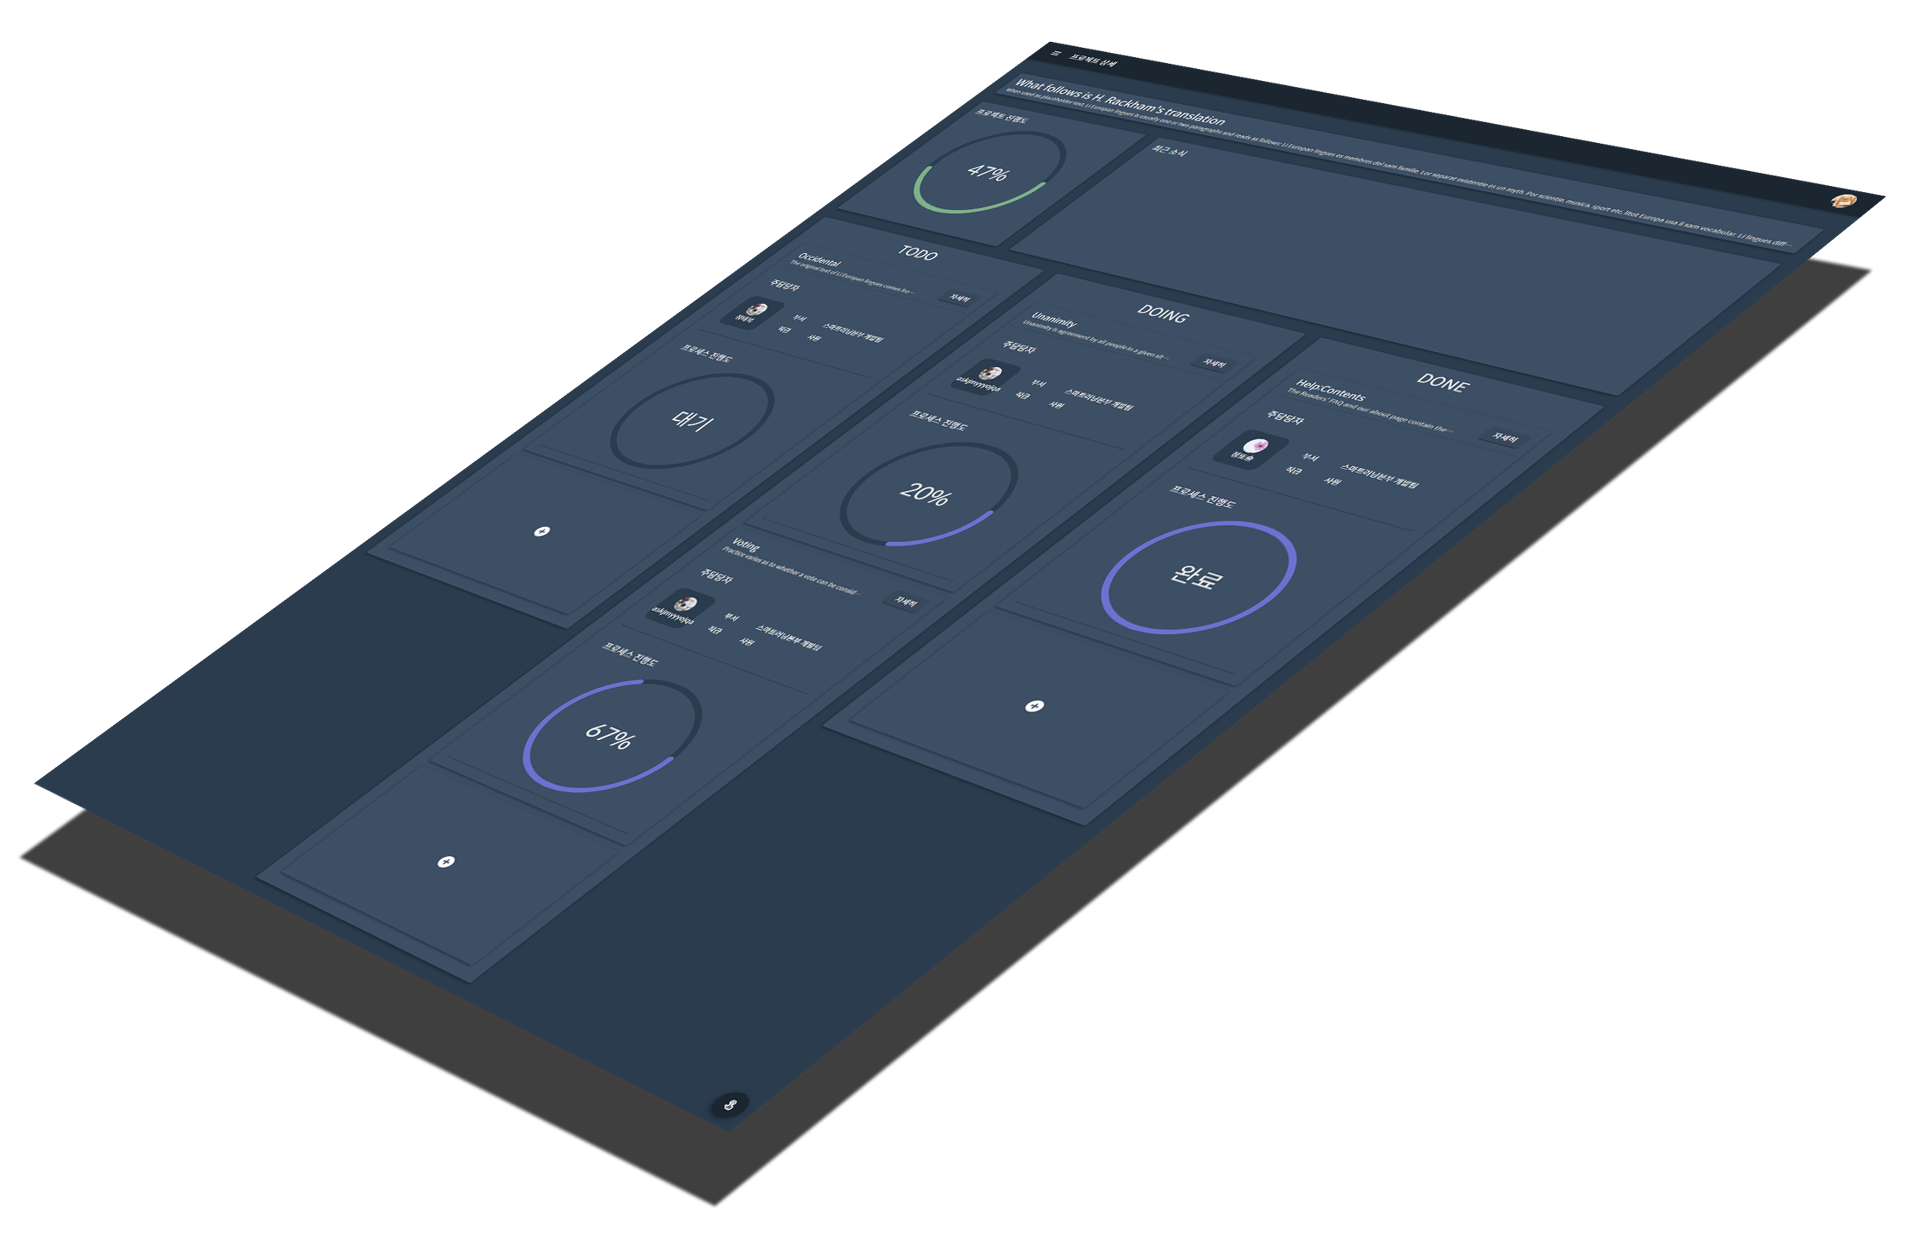 프로젝트 상세
What follows is H. Rackham's translation
When used as placeholder text, Li Europan lingues is usually one or two paragraphs and reads as follows: Li Europan lingues es membres del sam familie. Lor separat existentie es un myth. Por scientie, musica, sport etc, litot Europa usa li sam vocabular. Li lingues diff...
프로젝트 진행도
47%
최근 소식
TODO
Occidental
The original text of Li Europan lingues comes fro...
자세히
주담당자
부서
스마트러닝본부 개발팀
직급
사원
프로세스 진행도
대기
DOING
Unanimity
Unanimity is agreement by all people in a given sit...
자세히
주담당자
부서
스마트러닝본부 개발팀
직급
사원
프로세스 진행도
20%
Voting
Practice varies as to whether a vote can be consid...
자세히
주담당자
부서
스마트러닝본부 개발팀
직급
사원
프로세스 진행도
67%
DONE
Help:Contents
The Readers' FAQ and our about page contain the...
자세히
주담당자
부서
스마트러닝본부 개발팀
직급
사원
프로세스 진행도
완료